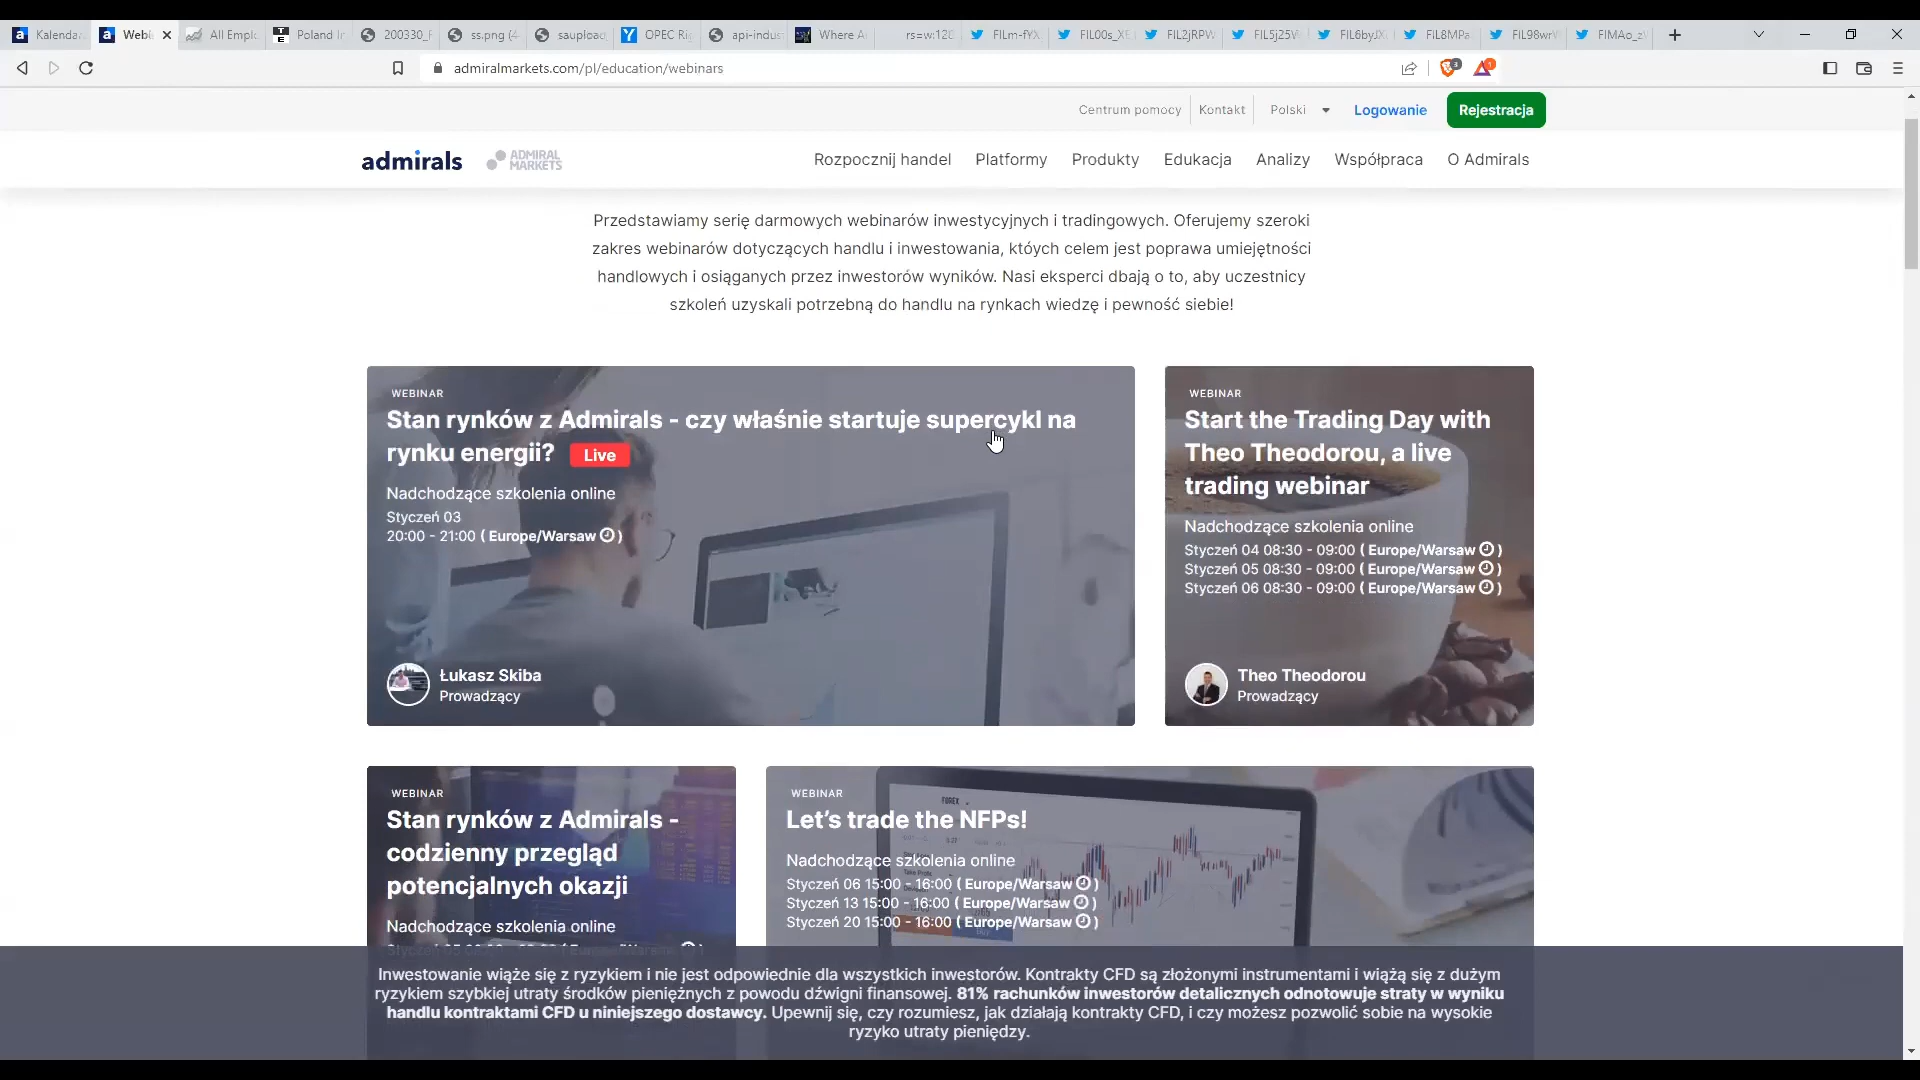 Kalenda
Webi
All Empl
Poland I
200330_F
ss.png (4
saupload
OPEC Ri
api-indus
Where A
rs=w:120
FILm-fYX
FIL00s_XE
FIL2jRPW
FIL5j25W
FIL6byJX
FIL8MPa
FIL98wrW
FIMAo_zV
admiralmarkets.com/pl/education/webinars
Centrum pomocy
Kontakt
Polski
Logowanie
Rejestracja
admirals
ADMIRAL
MARKETS
Rozpocznij handel
Platformy
Produkty
Edukacja
Analizy
Współpraca
O Admirals
Przedstawiamy serię darmowych webinarów inwestycyjnych i tradingowych. Oferujemy szeroki
zakres webinarów dotyczących handlu i inwestowania, któych celem jest poprawa umiejętności
handlowych i osiąganych przez inwestorów wyników. Nasi eksperci dbają o to, aby uczestnicy
szkoleń uzyskali potrzebną do handlu na rynkach wiedzę i pewność siebie!
WEBINAR
Stan rynków z Admirals - czy właśnie startuje supercykl na
rynku energii? Live
Nadchodzące szkolenia online
Styczeń 03
20:00 - 21:00 ( Europe/Warsaw )
Łukasz Skiba
Prowadzący
WEBINAR
Start the Trading Day with
Theo Theodorou, a live
trading webinar
Nadchodzące szkolenia online
Styczeń 04 08:30 - 09:00 ( Europe/Warsaw )
Styczeń 05 08:30 - 09:00 ( Europe/Warsaw )
Styczeń 06 08:30 - 09:00 ( Europe/Warsaw )
Theo Theodorou
Prowadzący
WEBINAR
Stan rynków z Admirals -
codzienny przegląd
potencjalnych okazji
Nadchodzące szkolenia online
WEBINAR
Let's trade the NFPs!
Nadchodzące szkolenia online
Styczeń 06 15:00 - 16:00 ( Europe/Warsaw )
Styczeń 13 15:00 - 16:00 ( Europe/Warsaw )
Styczeń 20 15:00 - 16:00 ( Europe/Warsaw )
Inwestowanie wiąże się z ryzykiem i nie jest odpowiednie dla wszystkich inwestorów. Kontrakty CFD są złożonymi instrumentami i wiążą się z dużym
ryzykiem szybkiej utraty środków pieniężnych z powodu dźwigni finansowej. 81% rachunków inwestorów detalicznych odnotowuje straty w wyniku
handlu kontraktami CFD u niniejszego dostawcy. Upewnij się, czy rozumiesz, jak działają kontrakty CFD, i czy możesz pozwolić sobie na wysokie
ryzyko utraty pieniędzy.